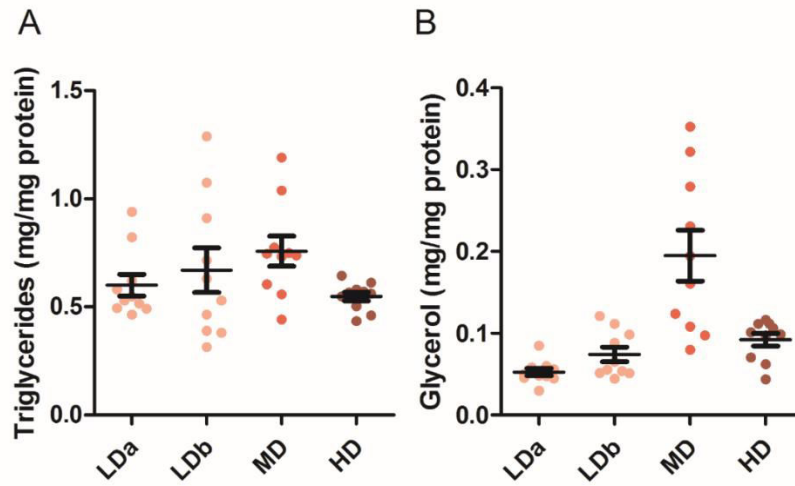 A
Triglycerides (mg/mg protein)
1.5
1.0
0.5
0.0
LDa
LDb
MD
HD
B
Glycerol (mg/mg protein)
0.4
0.3
0.2
0.1
0.0
LDa
LDb
MD
HD